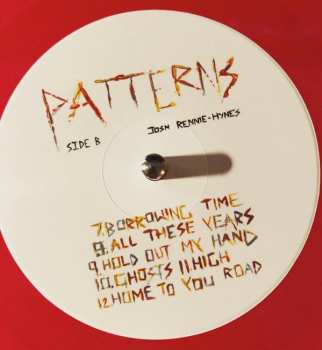 PATTERNS
SIDE B
JOSH RENNIE-HYNES
7.BORROWING TIME
8.ALL THESE YEARS
9.HOLD OUT MY HAND
10.GHOSTS 11 HIGH
12.HOME TO YOU ROAD